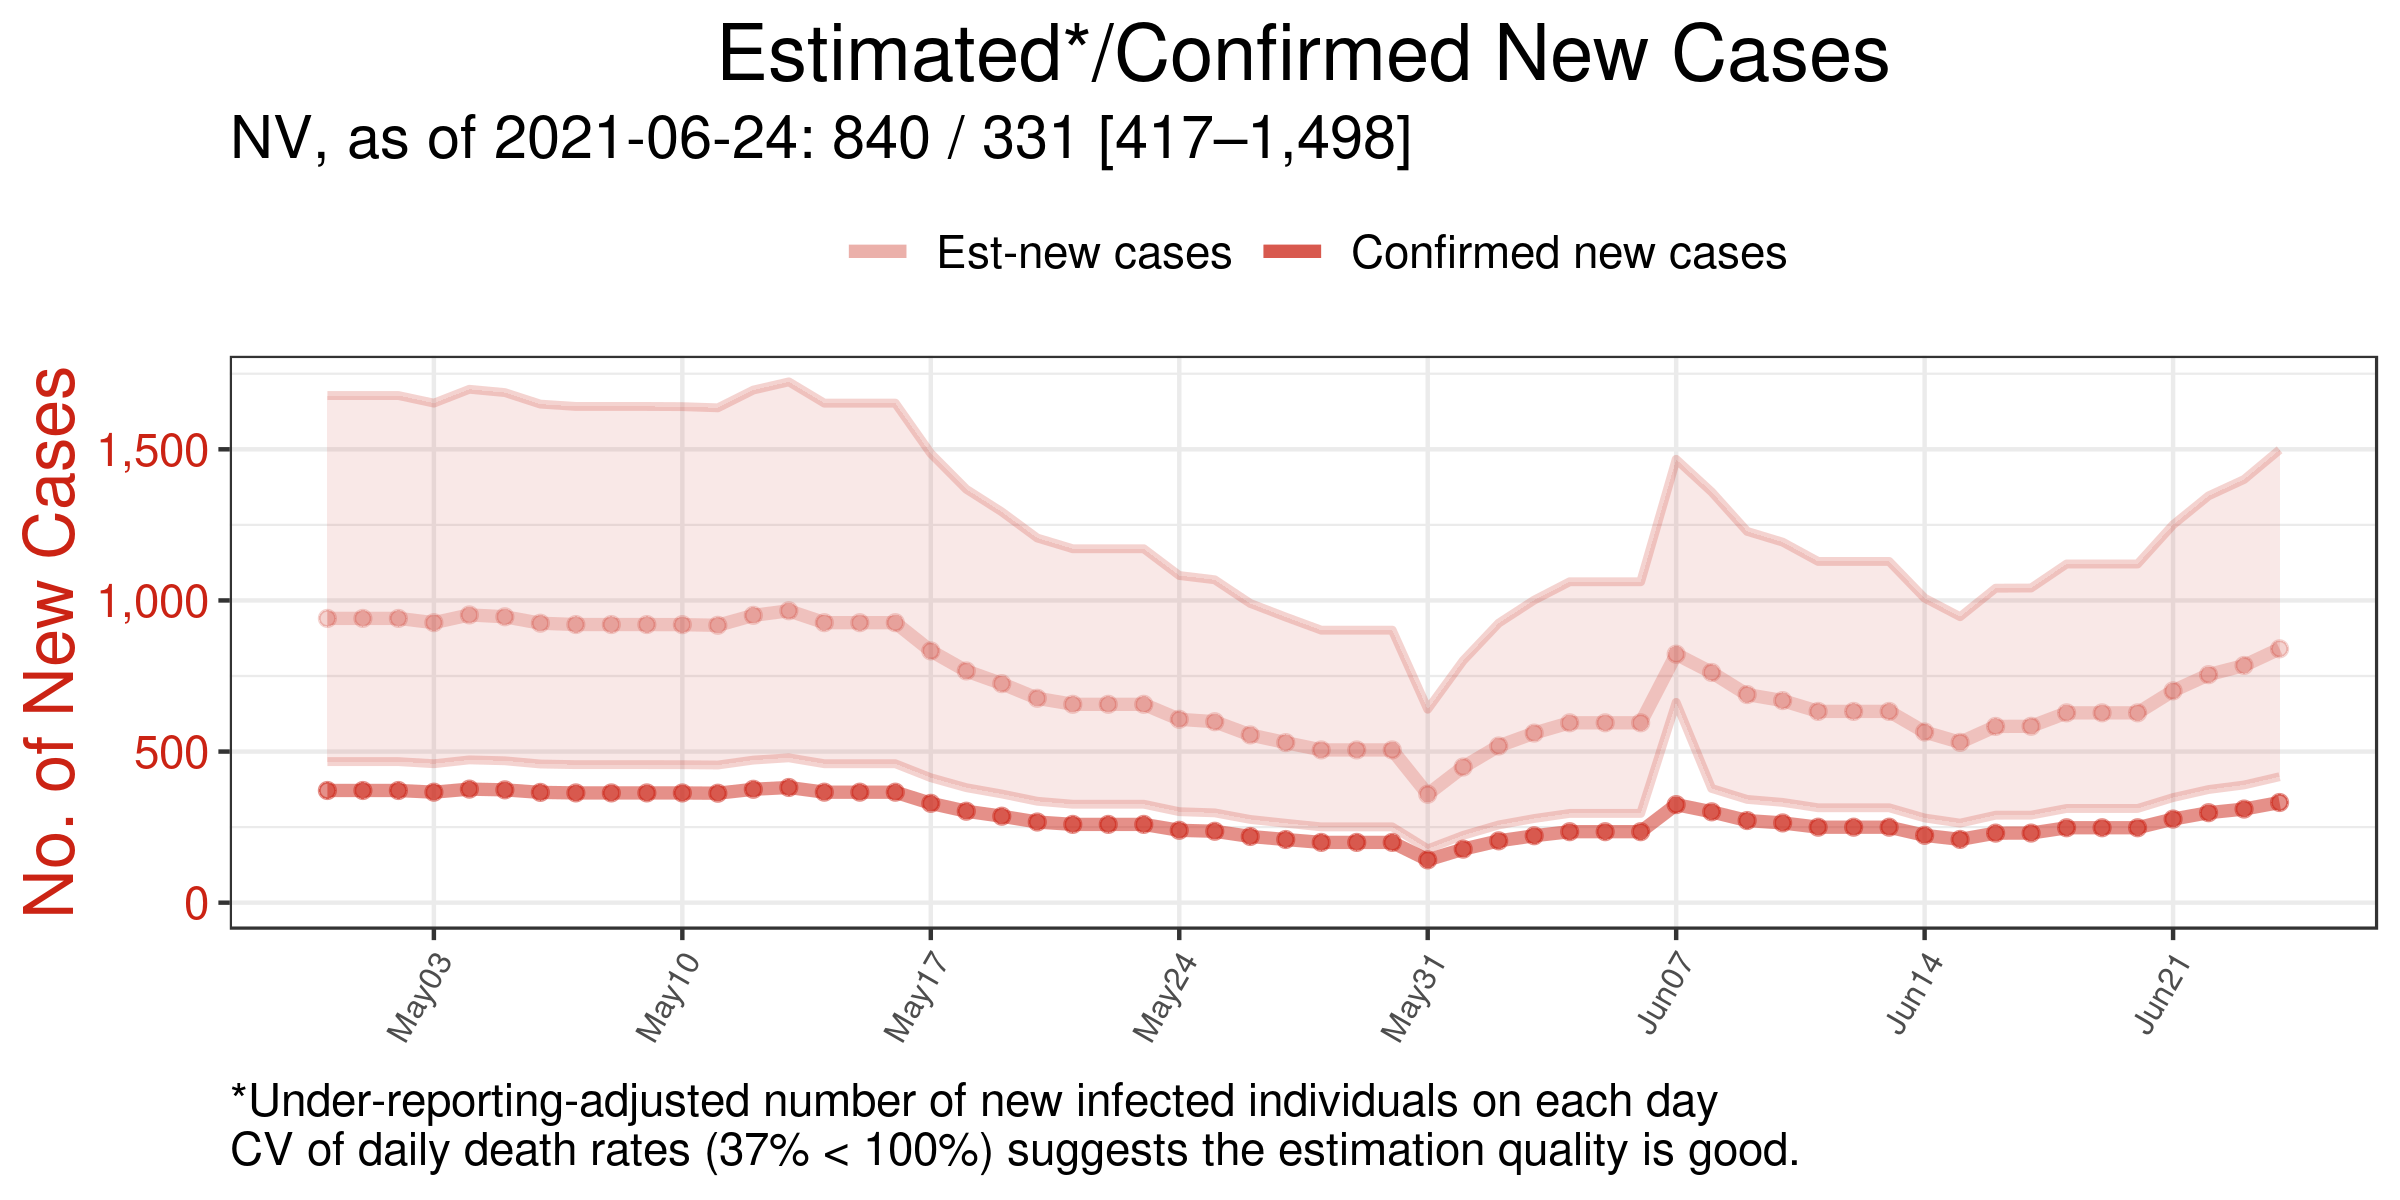 Estimated*/Confirmed New Cases
NV, as of 2021-06-24: 840 / 331 [417–1,498]
Est-new cases Confirmed new cases
No. of New Cases
1,500
1,000
500
0
May03 May10 May17 May24 May31 Jun07 Jun14 Jun21
*Under-reporting-adjusted number of new infected individuals on each day
CV of daily death rates (37% < 100%) suggests the estimation quality is good.